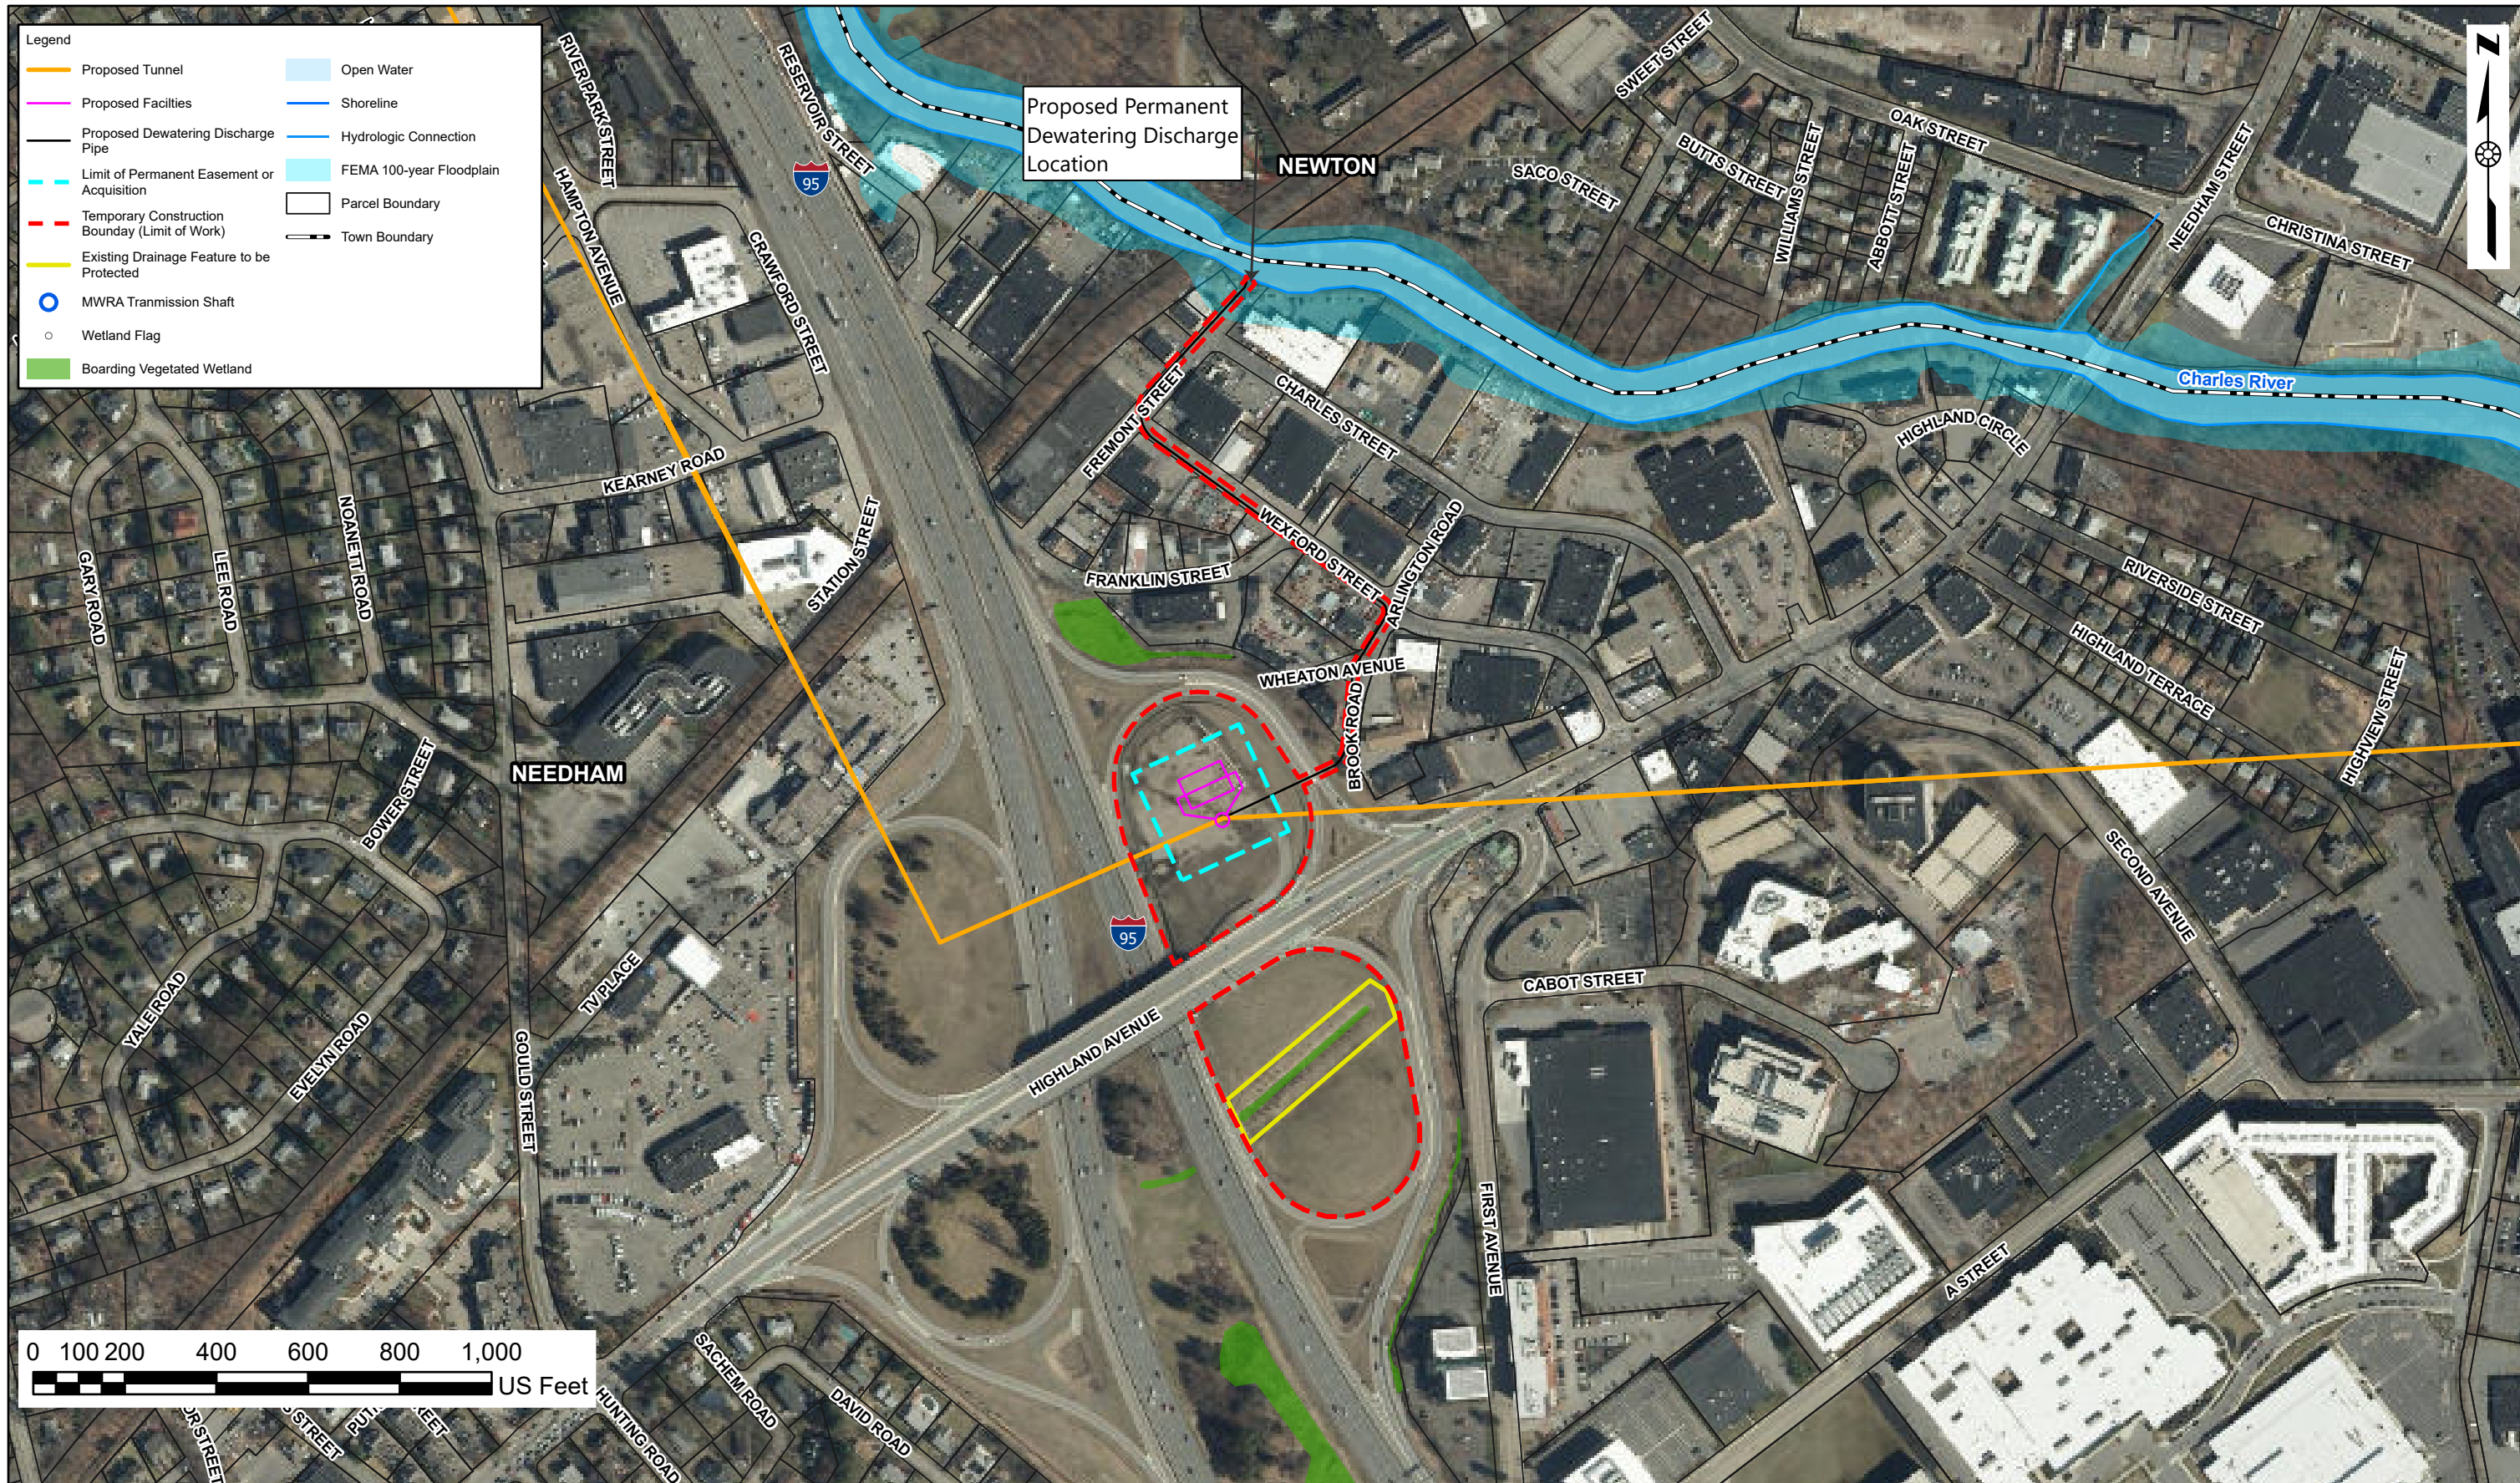 Legend
Proposed Tunnel
Proposed Facilties
Proposed Dewatering Discharge
Pipe
Limit of Permanent Easement or
Acquisition
Temporary Construction
Bounday (Limit of Work)
Existing Drainage Feature to be
Protected
MWRA Tranmission Shaft
Wetland Flag
Boarding Vegetated Wetland
Open Water
Shoreline
Hydrologic Connection
FEMA 100-year Floodplain
Parcel Boundary
Town Boundary
Proposed Permanent
Dewatering Discharge
Location
N
NEWTON
RIVER PARK STREET
RESERVOIR STREET
95
HAMPTON AVENUE
CRAWFORD STREET
SWEET STREET
OAK STREET
BUTTS STREET
SACO STREET
WILLIAMS STREET
ABBOTT STREET
NEEDHAM STREET
CHRISTINA STREET
Charles River
FREMONT STREET
CHARLES STREET
HIGHLAND CIRCLE
KEARNEY ROAD
NOANETT ROAD
STATION STREET
GARY ROAD
LEE ROAD
WEXFORD STREET
ARLINGTON ROAD
FRANKLIN STREET
RIVERSIDE STREET
HIGHLAND TERRACE
HIGHVIEW STREET
WHEATON AVENUE
BROOK ROAD
NEEDHAM
BOWER STREET
SECOND AVENUE
95
CABOT STREET
TV PLACE
YALE ROAD
EVELYN ROAD
GOULD STREET
HIGHLAND AVENUE
FIRST AVENUE
A STREET
SACHEM ROAD
DAVID ROAD
HUNTING ROAD
0 100 200 400 600 800 1,000
US Feet